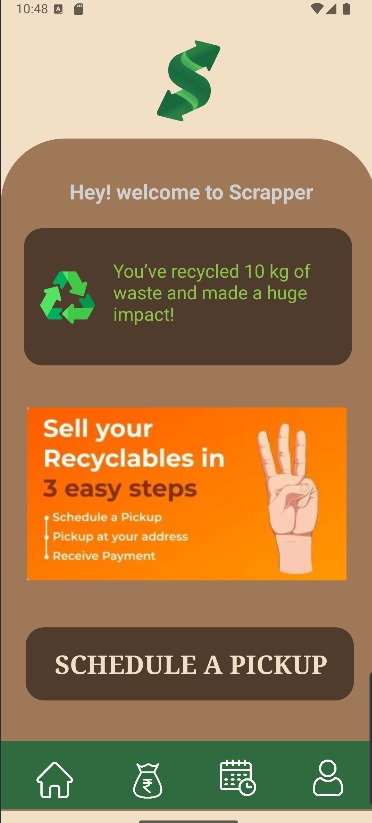 10:48
Hey! welcome to Scrapper
You’ve recycled 10 kg of
waste and made a huge
impact!
Sell your
Recyclables in
3 easy steps
Schedule a Pickup
Pickup at your address
Receive Payment
SCHEDULE A PICKUP
₹